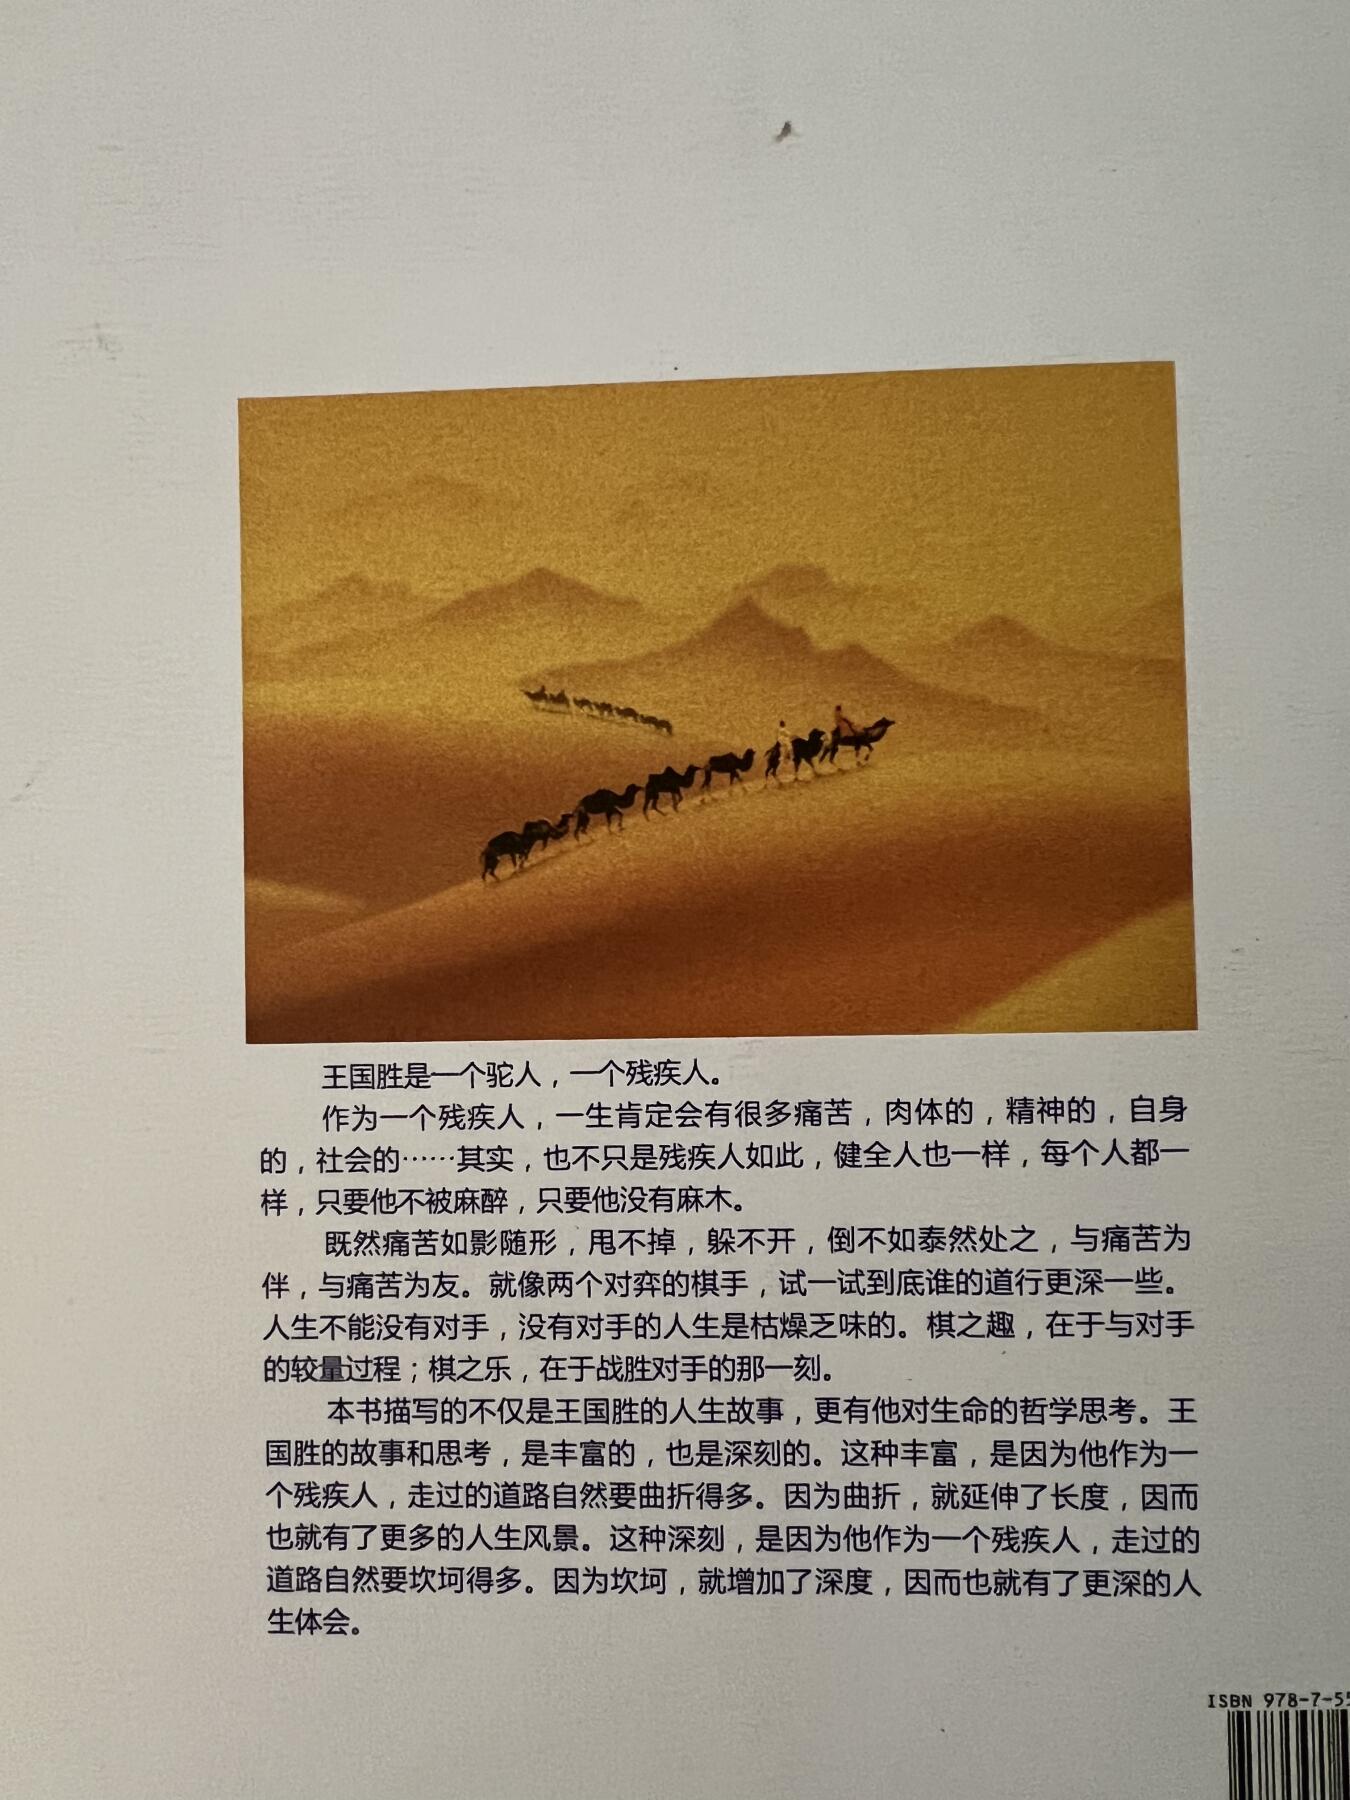 王国胜是一个驼人，一个残疾人。
作为一个残疾人，一生肯定会有很多痛苦，肉体的，精神的，自身
的，社会的……其实，也不只是残疾人如此，健全人也一样，每个人都一
样，只要他不被麻醉，只要他没有麻木。
既然痛苦如影随形，甩不掉，躲不开，倒不如泰然处之，与痛苦为
伴，与痛苦为友。就像两个对弈的棋手，试一试到底谁的道行更深一些。
人生不能没有对手，没有对手的人生是枯燥乏味的。棋之趣，在于与对手
的较量过程；棋之乐，在于战胜对手的那一刻。
本书描写的不仅是王国胜的人生故事，更有他对生命的哲学思考。王
国胜的故事和思考，是丰富的，也是深刻的。这种丰富，是因为他作为一
个残疾人，走过的道路自然要曲折得多。因为曲折，就延伸了长度，因而
也就有了更多的人生风景。这种深刻，是因为他作为一个残疾人，走过的
道路自然要坎坷得多。因为坎坷，就增加了深度，因而也就有了更深的人
生体会。
ISBN 978-7-55